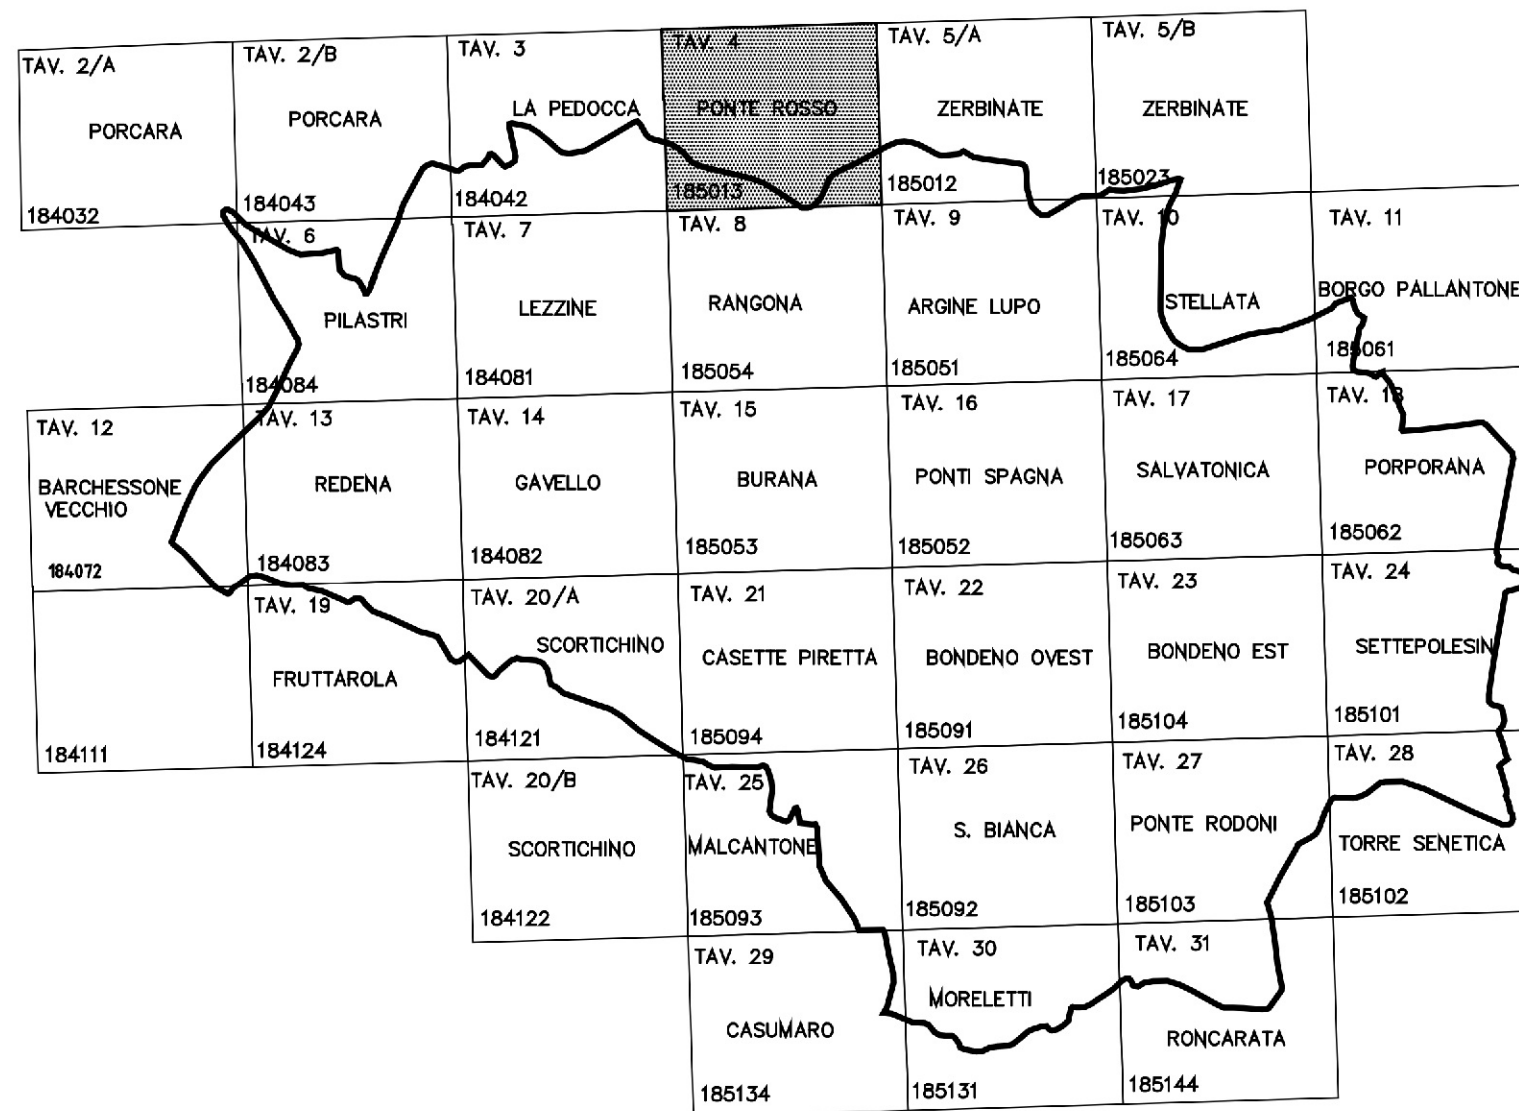 TAV. 2/A
PORCARA
184032
TAV. 2/B
PORCARA
184043
TAV. 3
LA PEDOCCA
184042
TAV. 4
PONTE ROSSO
185013
TAV. 5/A
ZERBINATE
185012
TAV. 5/B
ZERBINATE
185023
TAV. 6
PILASTRI
184084
TAV. 7
LEZZINE
184081
TAV. 8
RANGONA
185054
TAV. 9
ARGINE LUPO
185051
TAV. 10
STELLATA
185064
TAV. 11
BORGO PALLANTONE
185061
TAV. 12
BARCHESSONE
VECCHIO
184072
TAV. 13
REDENA
184083
TAV. 14
GAVELLO
184082
TAV. 15
BURANA
185053
TAV. 16
PONTI SPAGNA
185052
TAV. 17
SALVATONICA
185063
TAV. 18
PORPORANA
185062
184111
TAV. 19
FRUTTAROLA
184124
TAV. 20/A
SCORTICHINO
184121
TAV. 21
CASETTE PIRETTA
185094
TAV. 22
BONDENO OVEST
185091
TAV. 23
BONDENO EST
185104
TAV. 24
SETTEPOLESIN
185101
TAV. 20/B
SCORTICHINO
184122
TAV. 25
MALCANTONE
185093
TAV. 26
S. BIANCA
185092
TAV. 27
PONTE RODONI
185103
TAV. 28
TORRE SENETICA
185102
TAV. 29
CASUMARO
185134
TAV. 30
MORELETTI
185131
TAV. 31
RONCARATA
185144